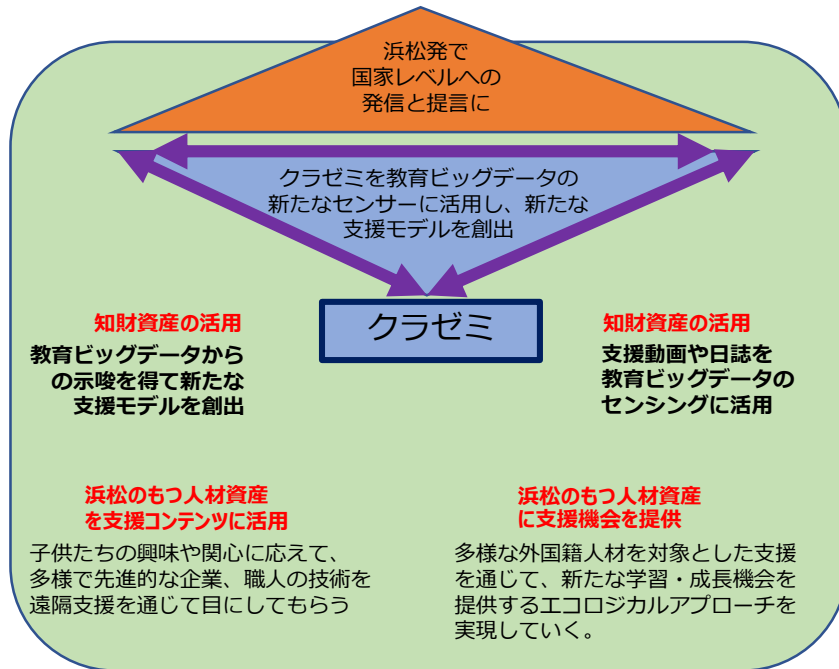 浜松発で
国家レベルへの
発信と提言に
クラゼミを教育ビッグデータの
新たなセンサーに活用し、新たな
支援モデルを創出
クラゼミ
知財資産の活用
教育ビッグデータから
の示唆を得て新たな
支援モデルを創出
知財資産の活用
支援動画や日誌を
教育ビッグデータの
センシングに活用
浜松のもつ人材資産
を支援コンテンツに活用
子供たちの興味や関心に応えて、
多様で先進的な企業、職人の技術を
遠隔支援を通じて目にしてもらう
浜松のもつ人材資産
に支援機会を提供
多様な外国籍人材を対象とした支援
を通じて、新たな学習・成長機会を
提供するエコロジカルアプローチを
実現していく。